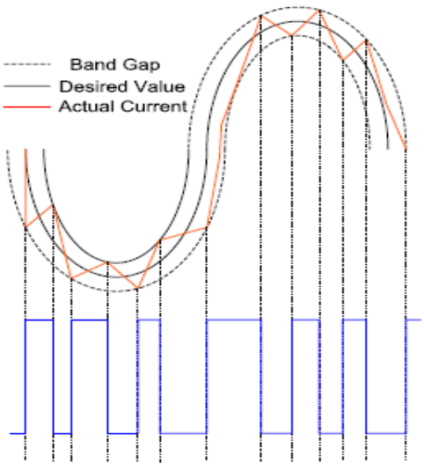 Band Gap
Desired Value
Actual Current